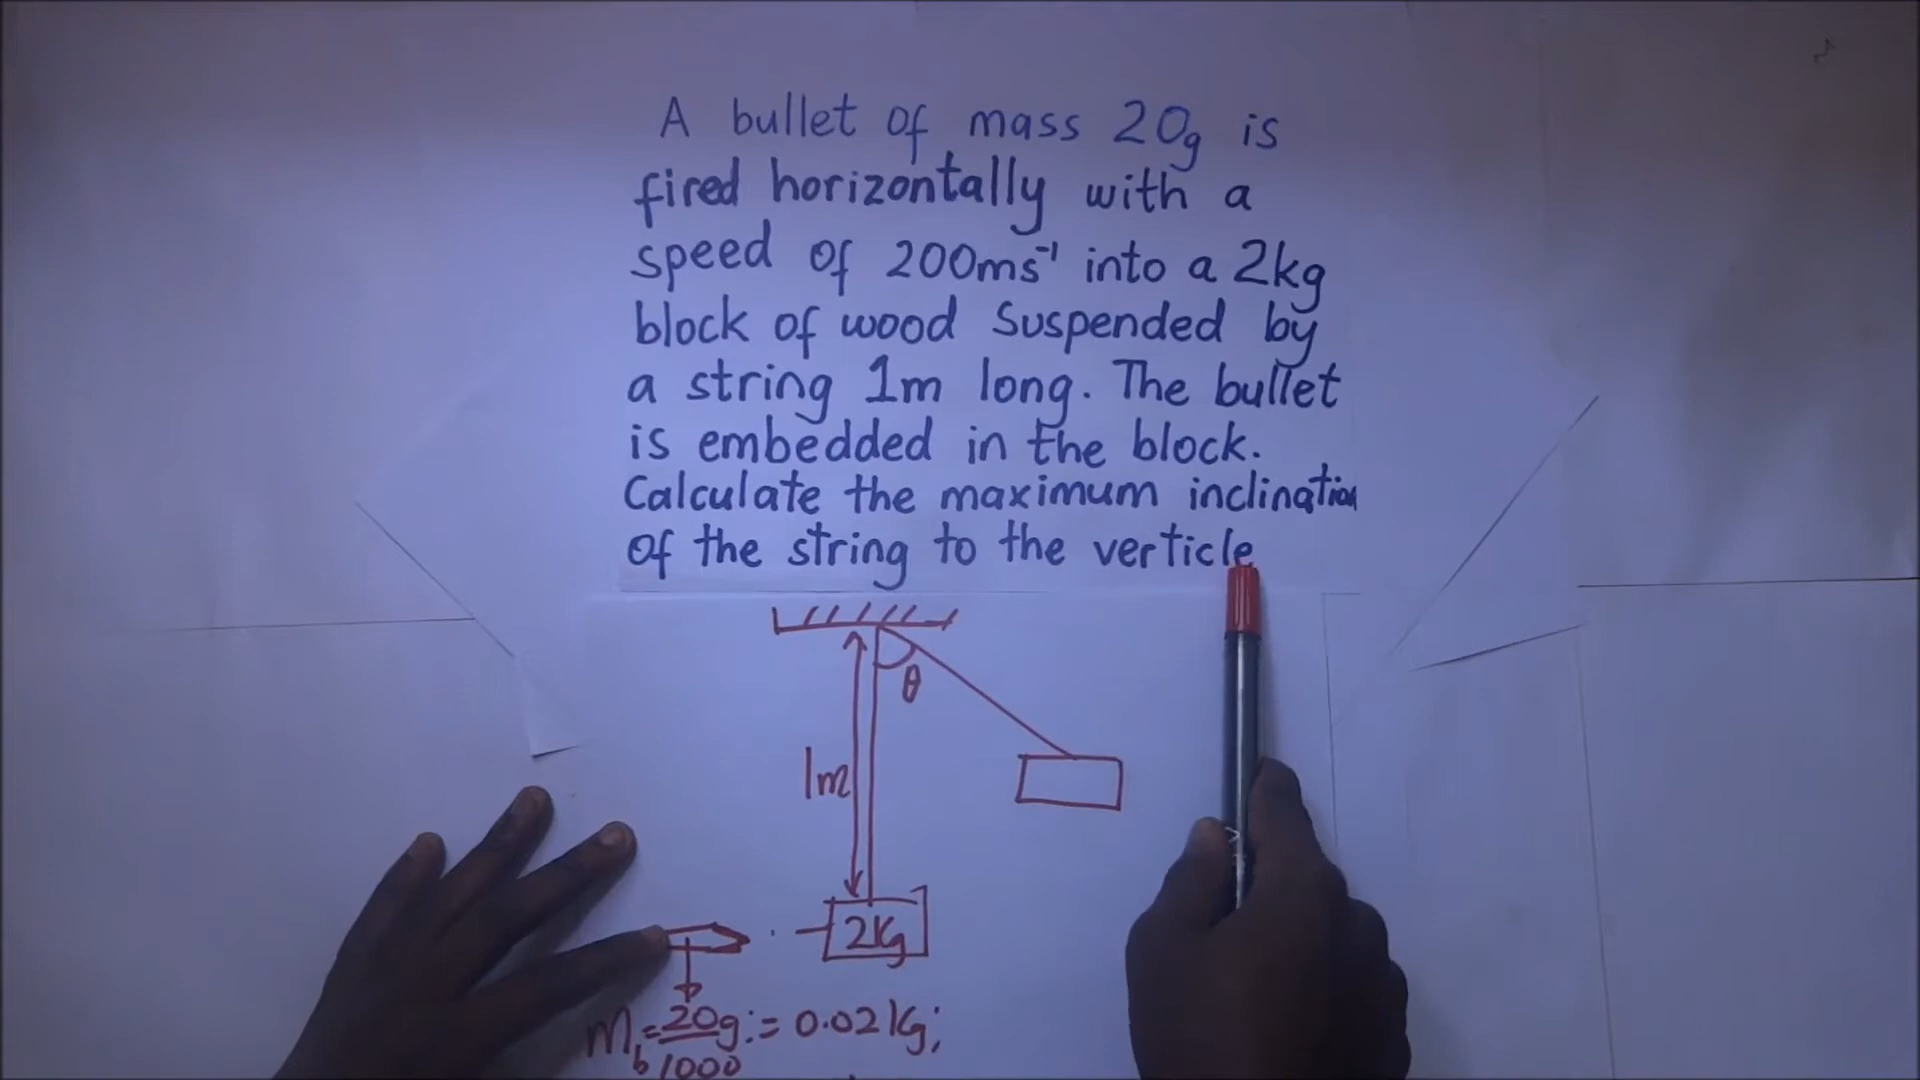 A bullet of mass 20g is
fired horizontally with a
speed of 200ms⁻¹ into a 2kg
block of wood Suspended by
a string 1m long. The bullet
is embedded in the block.
Calculate the maximum inclination
of the string to the verticle
θ
1m
2Kg
m_b = 20g/1000 = 0.02Kg;